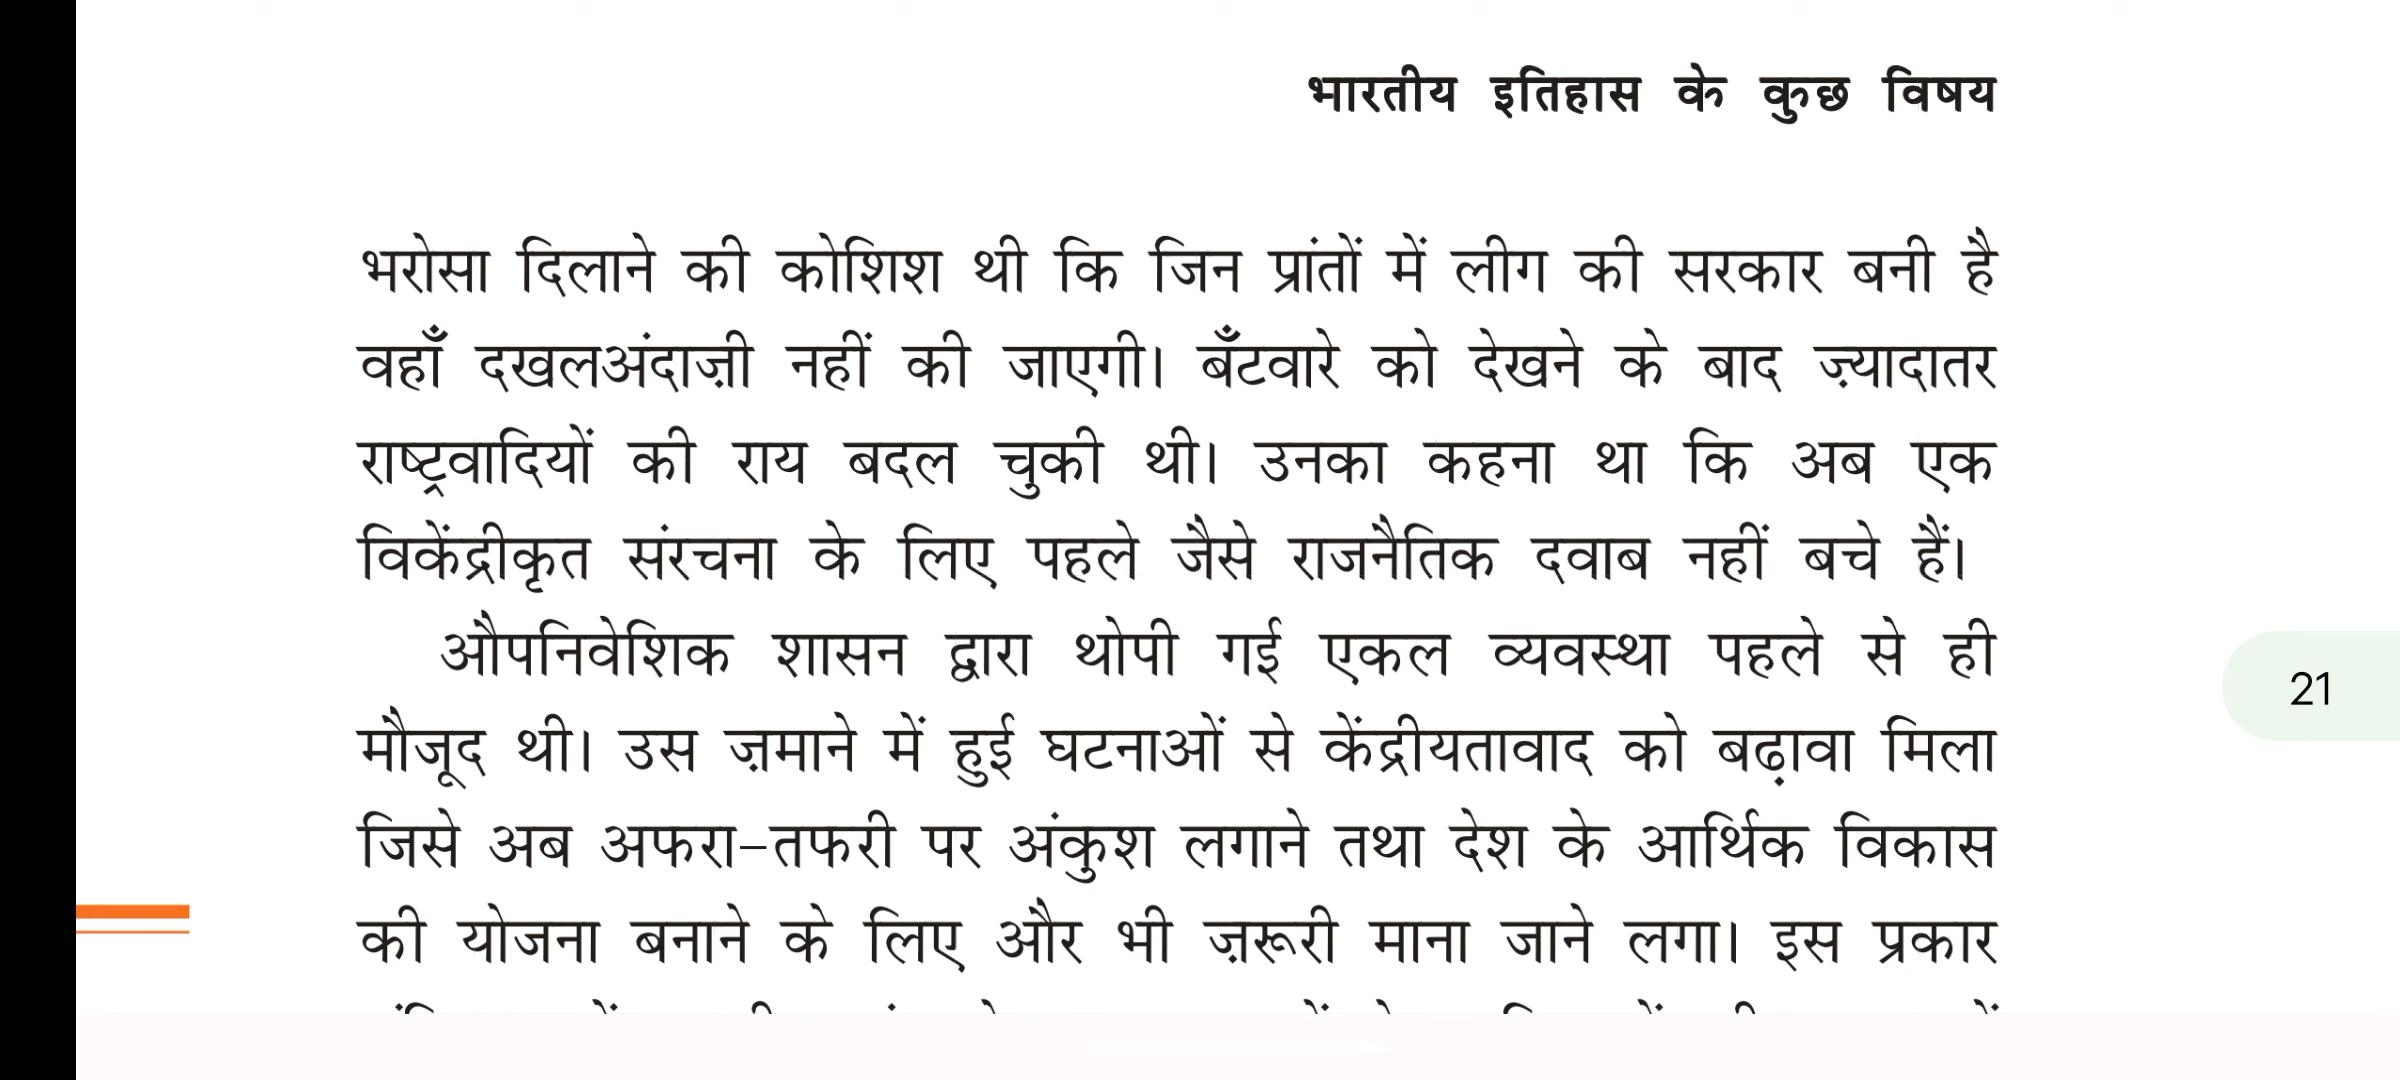 भारतीय इतिहास के कुछ विषय
भरोसा दिलाने की कोशिश थी कि जिन प्रांतों में लीग की सरकार बनी है
वहाँ दखलअंदाज़ी नहीं की जाएगी। बँटवारे को देखने के बाद ज़्यादातर
राष्ट्रवादियों की राय बदल चुकी थी। उनका कहना था कि अब एक
विकेंद्रीकृत संरचना के लिए पहले जैसे राजनैतिक दवाब नहीं बचे हैं।
औपनिवेशिक शासन द्वारा थोपी गई एकल व्यवस्था पहले से ही
मौजूद थी। उस ज़माने में हुई घटनाओं से केंद्रीयतावाद को बढ़ावा मिला
जिसे अब अफरा-तफरी पर अंकुश लगाने तथा देश के आर्थिक विकास
की योजना बनाने के लिए और भी ज़रूरी माना जाने लगा। इस प्रकार
21